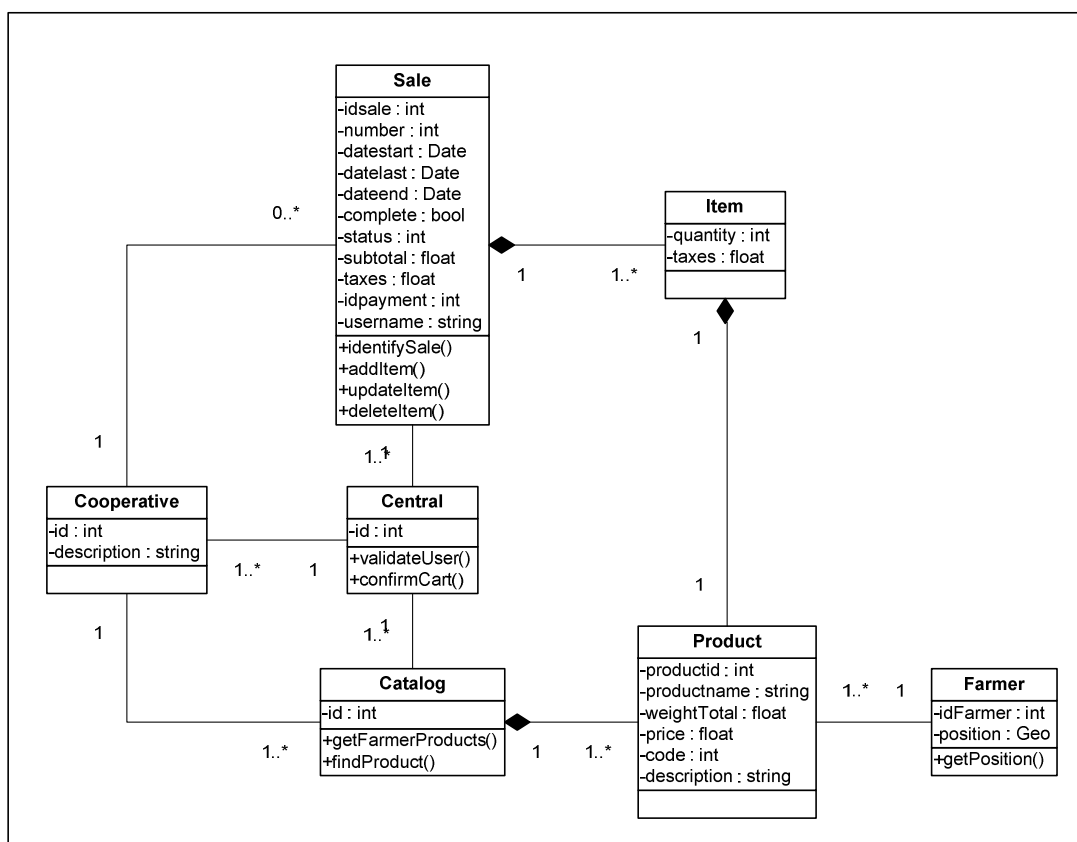 Sale
-idsale : int
-number : int
-datestart : Date
-datelast : Date
-dateend : Date
-complete : bool
-status : int
-subtotal : float
-taxes : float
-idpayment : int
-username : string
+identifySale()
+addItem()
+updateItem()
+deleteItem()
Item
-quantity : int
-taxes : float
0..*
1
1..*
1
1
1..*
1
Cooperative
-id : int
-description : string
1..*
1
Central
-id : int
+validateUser()
+confirmCart()
1
1
1..*
1
Catalog
-id : int
+getFarmerProducts()
+findProduct()
1..*
1
1..*
Product
-productid : int
-productname : string
-weightTotal : float
-price : float
-code : int
-description : string
1..*
1
Farmer
-idFarmer : int
-position : Geo
+getPosition()